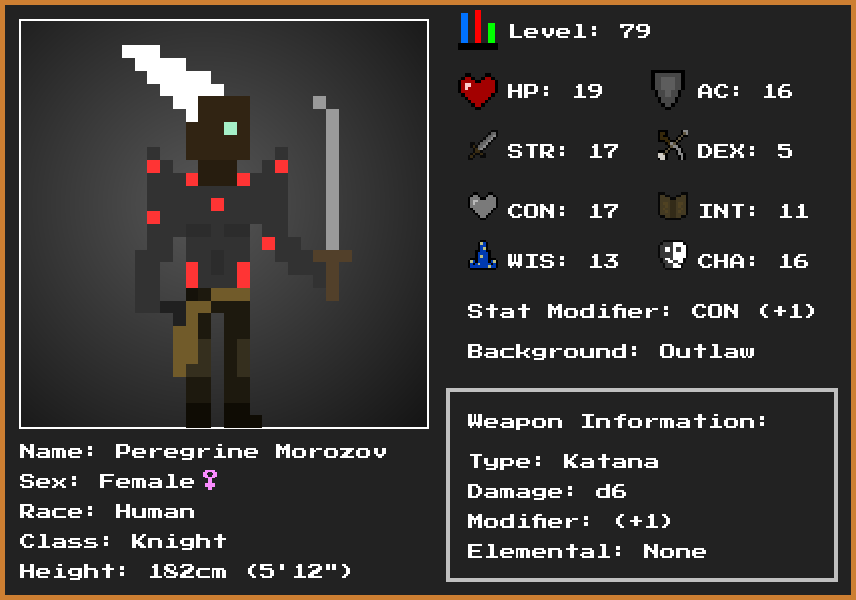 Level: 79
HP: 19
AC: 16
STR: 17
DEX: 5
CON: 17
INT: 11
WIS: 13
CHA: 16
Stat Modifier: CON (+1)
Background: Outlaw
Weapon Information:
Type: Katana
Damage: d6
Modifier: (+1)
Elemental: None
Name: Peregrine Morozov
Sex: Female♀
Race: Human
Class: Knight
Height: 182cm (5'12")